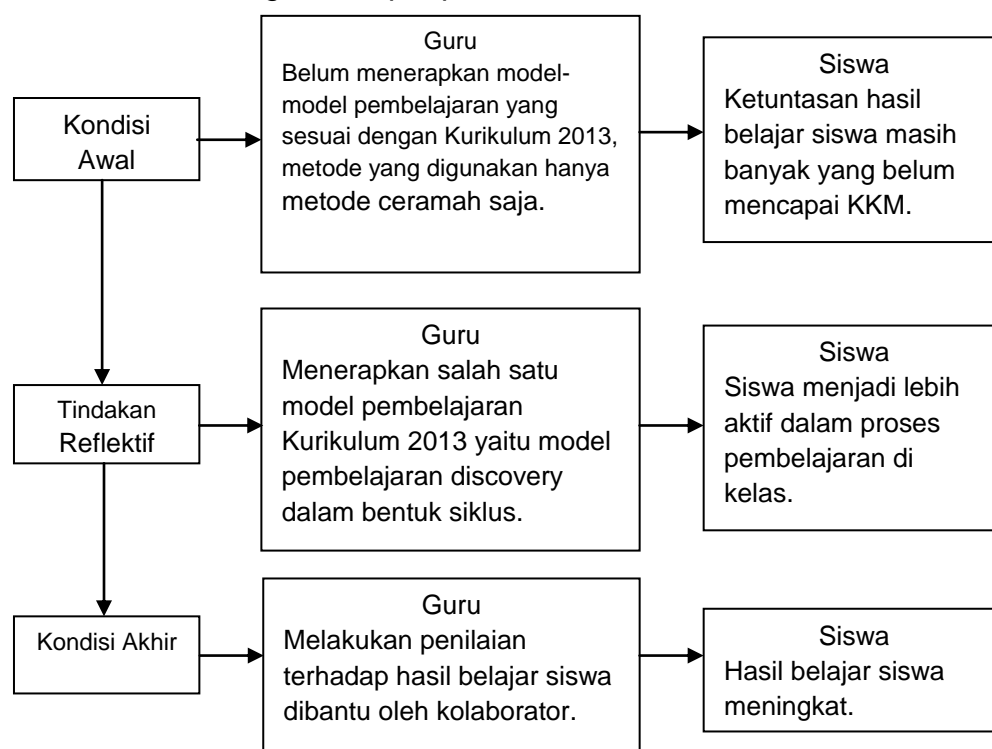 Guru
Belum menerapkan model-
model pembelajaran yang
sesuai dengan Kurikulum 2013,
metode yang digunakan hanya
metode ceramah saja.
Siswa
Ketuntasan hasil
belajar siswa masih
banyak yang belum
mencapai KKM.
Kondisi
Awal
Guru
Menerapkan salah satu
model pembelajaran
Kurikulum 2013 yaitu model
pembelajaran discovery
dalam bentuk siklus.
Siswa
Siswa menjadi lebih
aktif dalam proses
pembelajaran di
kelas.
Tindakan
Reflektif
Guru
Melakukan penilaian
terhadap hasil belajar siswa
dibantu oleh kolaborator.
Siswa
Hasil belajar siswa
meningkat.
Kondisi Akhir